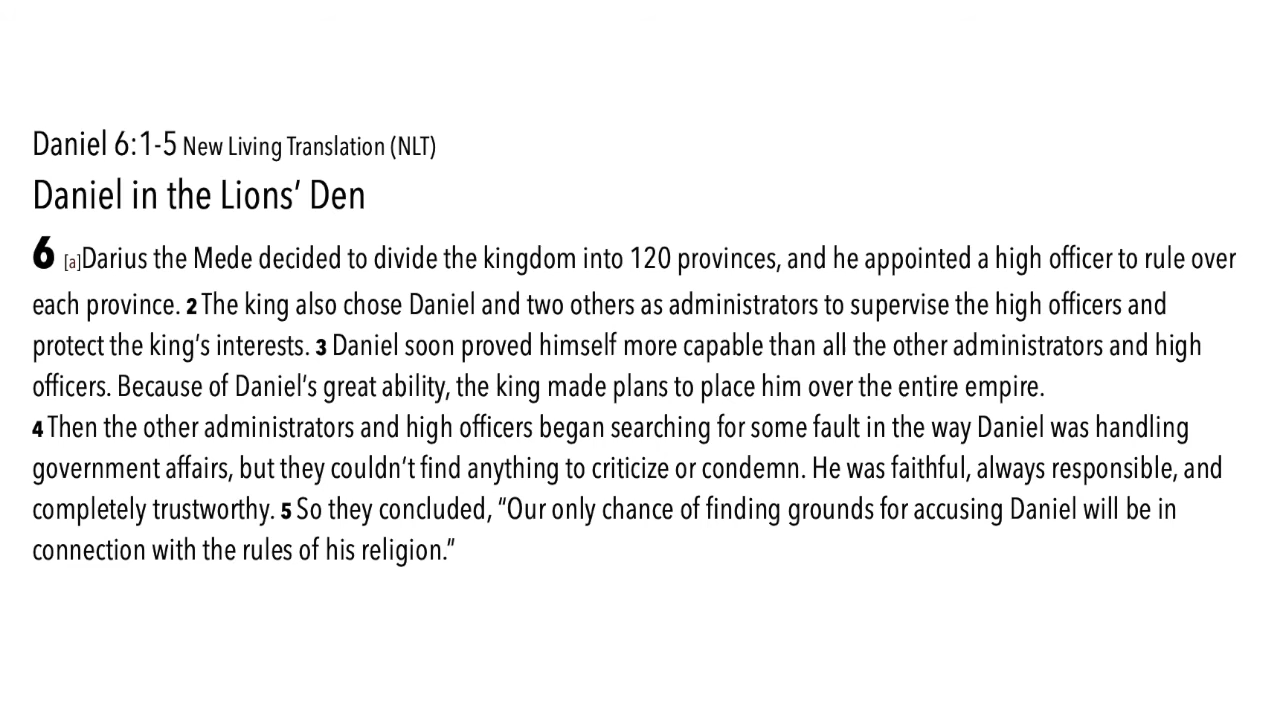 Daniel 6:1-5 New Living Translation (NLT)
Daniel in the Lions’ Den
6 [a]Darius the Mede decided to divide the kingdom into 120 provinces, and he appointed a high officer to rule over
each province. 2 The king also chose Daniel and two others as administrators to supervise the high officers and
protect the king’s interests. 3 Daniel soon proved himself more capable than all the other administrators and high
officers. Because of Daniel’s great ability, the king made plans to place him over the entire empire.
4 Then the other administrators and high officers began searching for some fault in the way Daniel was handling
government affairs, but they couldn’t find anything to criticize or condemn. He was faithful, always responsible, and
completely trustworthy. 5 So they concluded, “Our only chance of finding grounds for accusing Daniel will be in
connection with the rules of his religion.”